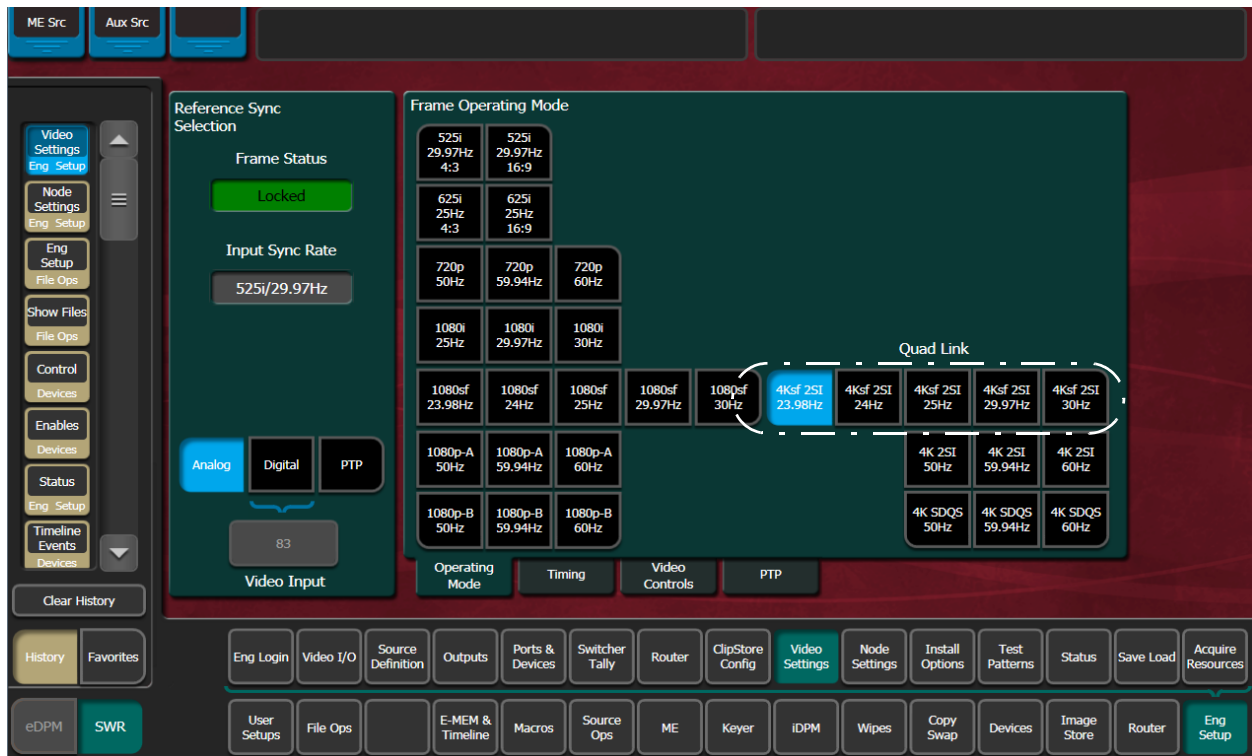 ME Src
Aux Src
Video
Settings
Eng Setup
Node
Settings
Eng Setup
Eng
Setup
File Ops
Show Files
File Ops
Control
Devices
Enables
Devices
Status
Eng Setup
Timeline
Events
Devices
Clear History
History
Favorites
eDPM
SWR
Reference Sync
Selection
Frame Status
Locked
Input Sync Rate
525i/29.97Hz
Analog
Digital
PTP
83
Video Input
Frame Operating Mode
525i
29.97Hz
4:3
525i
29.97Hz
16:9
625i
25Hz
4:3
625i
25Hz
16:9
720p
50Hz
720p
59.94Hz
720p
60Hz
1080i
25Hz
1080i
29.97Hz
1080i
30Hz
Quad Link
1080sf
23.98Hz
1080sf
24Hz
1080sf
25Hz
1080sf
29.97Hz
1080sf
30Hz
4Ksf 2SI
23.98Hz
4Ksf 2SI
24Hz
4Ksf 2SI
25Hz
4Ksf 2SI
29.97Hz
4Ksf 2SI
30Hz
1080p-A
50Hz
1080p-A
59.94Hz
1080p-A
60Hz
4K 2SI
50Hz
4K 2SI
59.94Hz
4K 2SI
60Hz
1080p-B
50Hz
1080p-B
59.94Hz
1080p-B
60Hz
4K SDQS
50Hz
4K SDQS
59.94Hz
4K SDQS
60Hz
Operating
Mode
Timing
Video
Controls
PTP
Eng Login
Video I/O
Source
Definition
Outputs
Ports &
Devices
Switcher
Tally
Router
ClipStore
Config
Video
Settings
Node
Settings
Install
Options
Test
Patterns
Status
Save Load
Acquire
Resources
User
Setups
File Ops
E-MEM &
Timeline
Macros
Source
Ops
ME
Keyer
iDPM
Wipes
Copy
Swap
Devices
Image
Store
Router
Eng
Setup